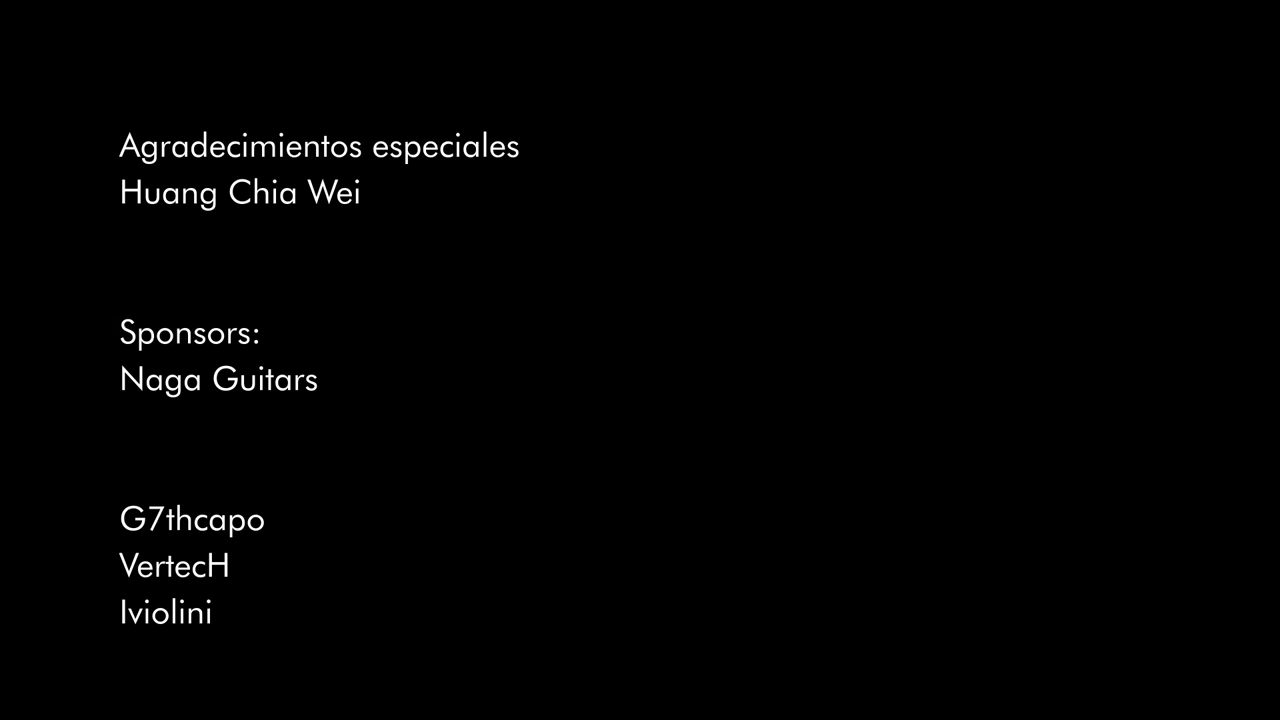 Agradecimientos especiales
Huang Chia Wei
Sponsors:
Naga Guitars
G7thcapo
VertecH
Iviolini